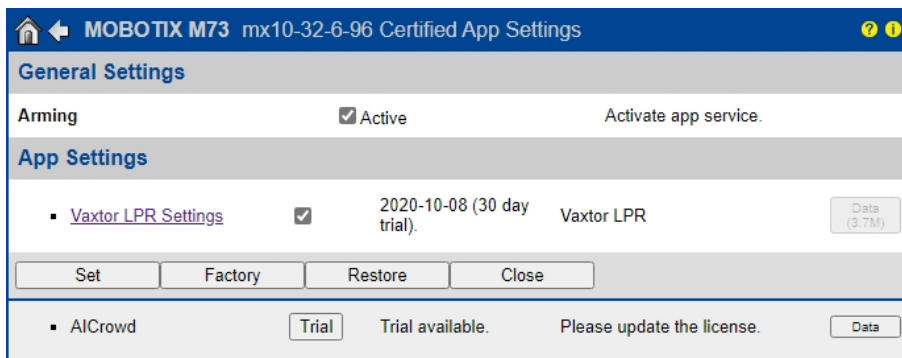 MOBOTIX M73 mx10-32-6-96 Certified App Settings ? i
General Settings
Arming Active Activate app service.
App Settings
Vaxtor LPR Settings 2020-10-08 (30 day trial). Vaxtor LPR Data (3.7M)
Set Factory Restore Close
AICrowd Trial Trial available. Please update the license. Data